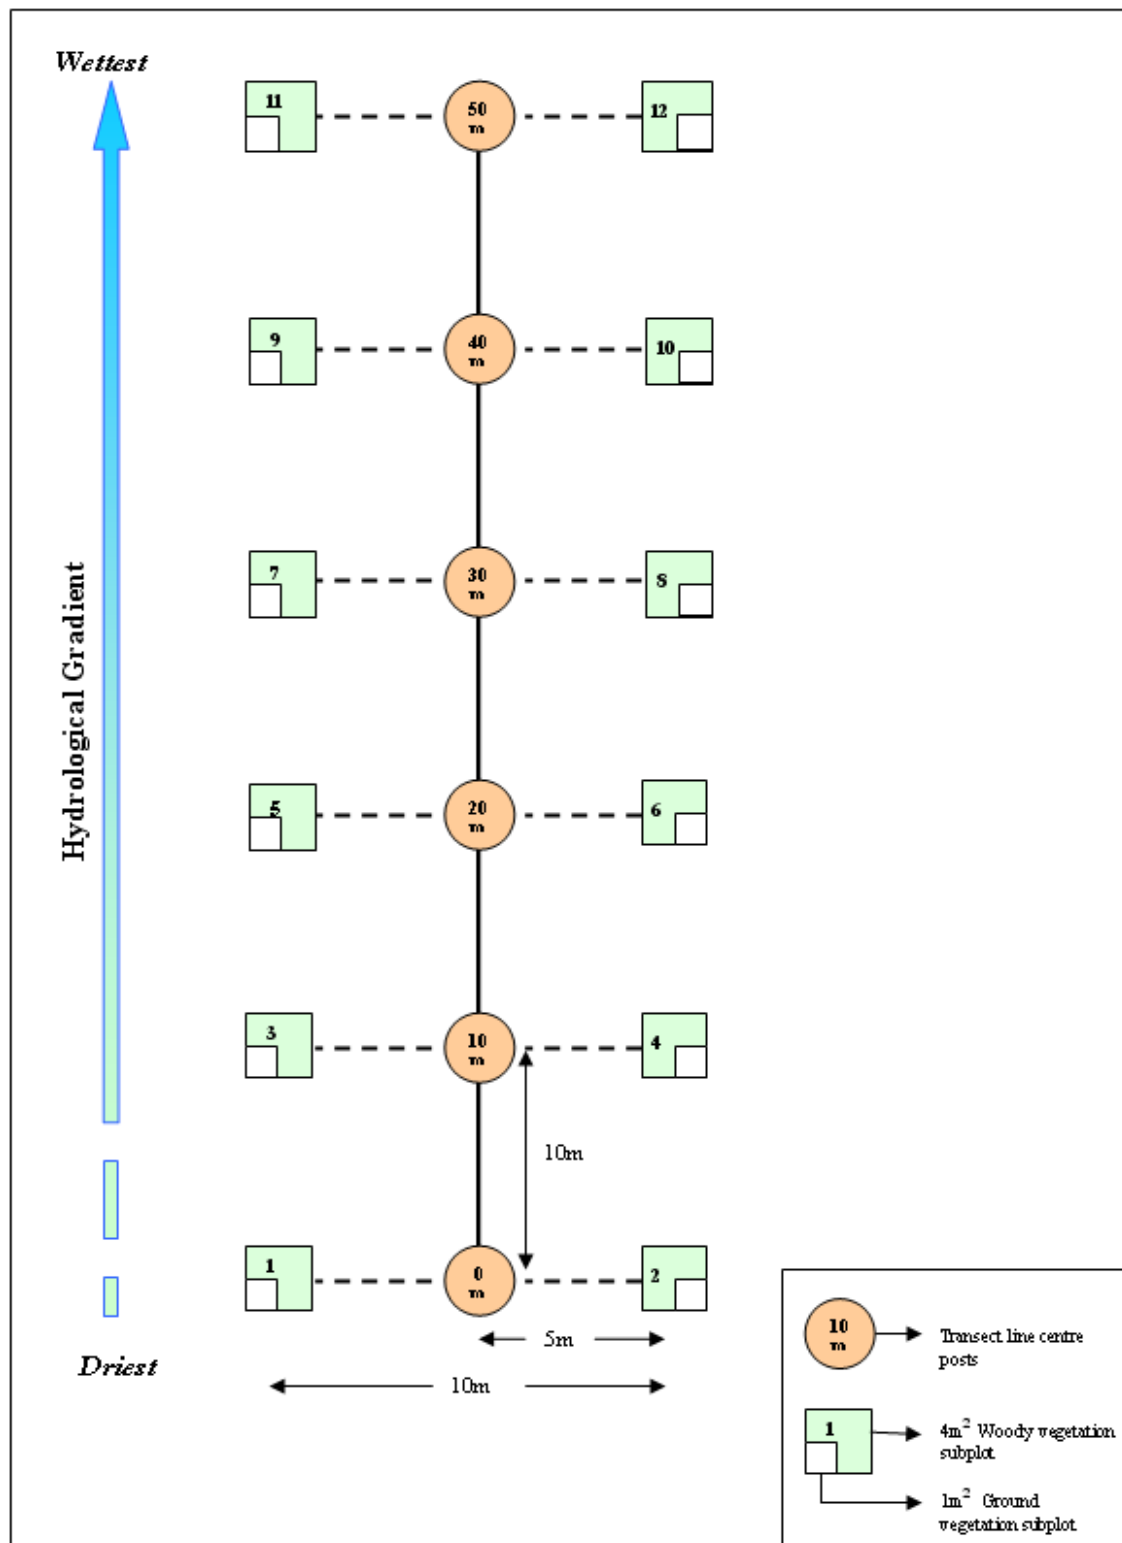 Wettest
11
50
m
12
9
40
m
10
7
30
m
8
Hydrological Gradient
5
20
m
6
3
10
m
4
10m
1
0
m
2
5m
Driest
10m
10
m
Transect line centre
posts
1
4m² Woody vegetation
subplot
1m² Ground
vegetation subplot